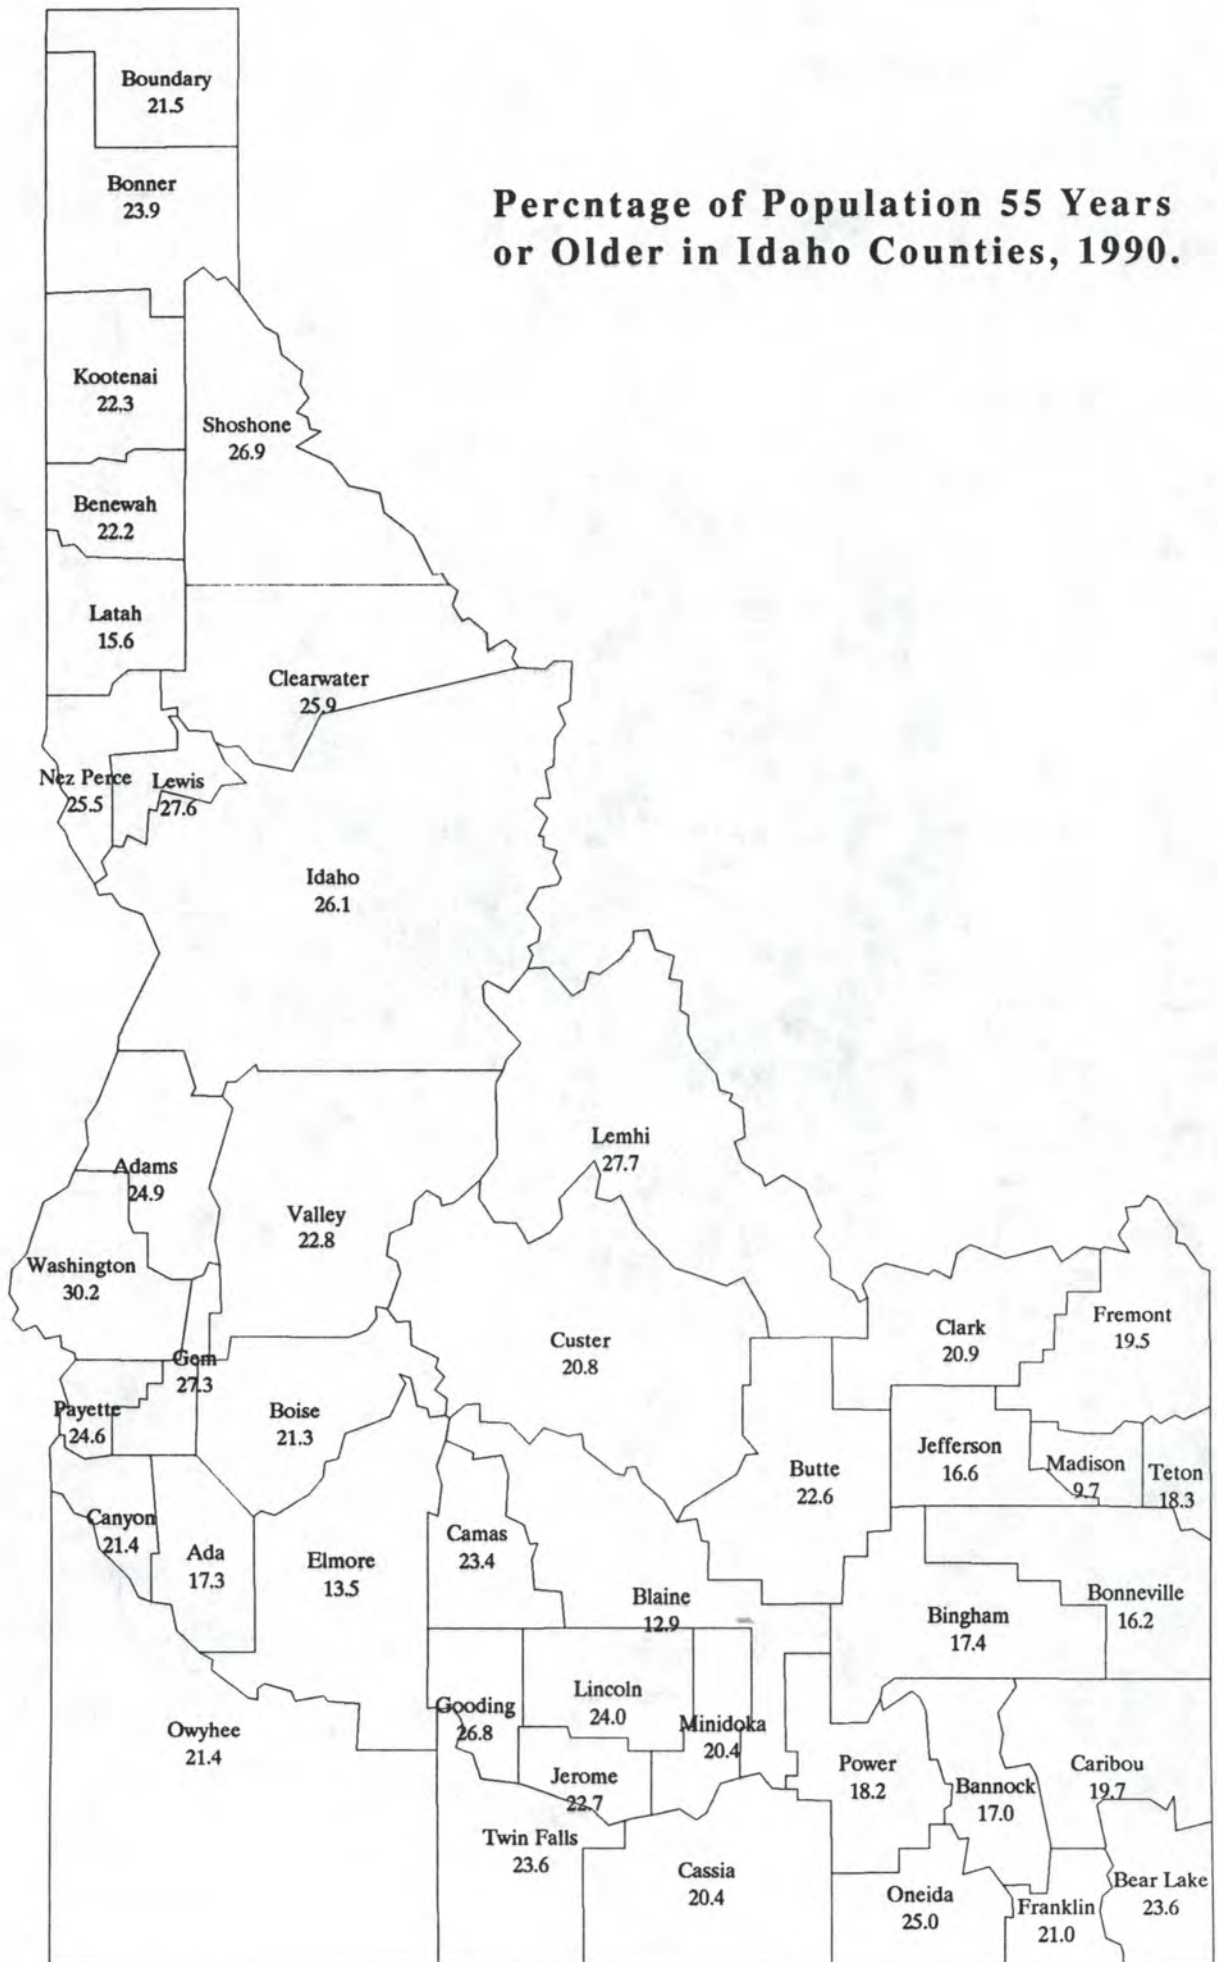 Boundary
21.5
Bonner
23.9
Percntage of Population 55 Years
or Older in Idaho Counties, 1990.
Kootenai
22.3
Shoshone
26.9
Benewah
22.2
Latah
15.6
Clearwater
25.9
Nez Perce
25.5
Lewis
27.6
Idaho
26.1
Lemhi
27.7
Adams
24.9
Valley
22.8
Washington
30.2
Custer
20.8
Clark
20.9
Fremont
19.5
Gem
27.3
Payette
24.6
Boise
21.3
Jefferson
16.6
Madison
9.7
Teton
18.3
Butte
22.6
Canyon
21.4
Ada
17.3
Elmore
13.5
Camas
23.4
Blaine
12.9
Bingham
17.4
Bonneville
16.2
Owyhee
21.4
Gooding
26.8
Lincoln
24.0
Minidoka
20.4
Jerome
22.7
Power
18.2
Bannock
17.0
Caribou
19.7
Twin Falls
23.6
Cassia
20.4
Oneida
25.0
Franklin
21.0
Bear Lake
23.6